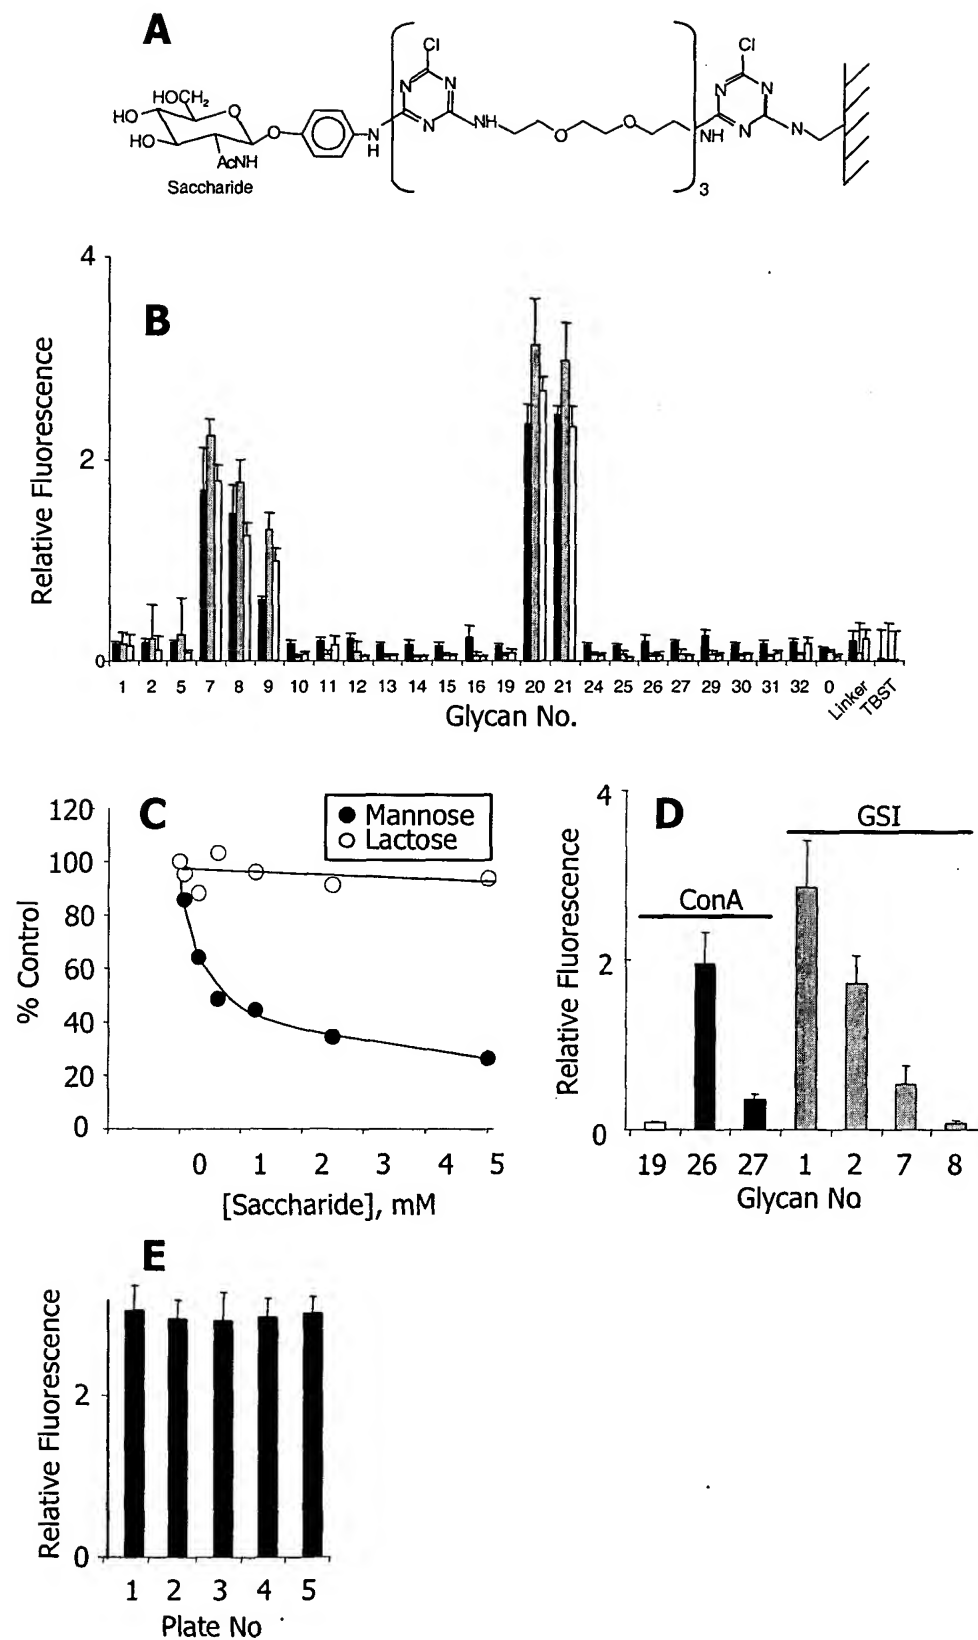 A
Cl
Cl
N
N
N
N
HOCH2
HO
O
O
HO
N
H
N
NH
O
O
NH
N
N
AcNH
Saccharide
3
4
B
2
0
Relative Fluorescence
1 2 5 7 8 9 10 11 12 13 14 15 16 19 20 21 24 25 26 27 29 30 31 32 0 Linker TBST
Glycan No.
C
Mannose
Lactose
120
100
80
60
40
20
0
% Control
0 1 2 3 4 5
[Saccharide], mM
D
GSI
ConA
4
2
0
Relative Fluorescence
19 26 27 1 2 7 8
Glycan No
E
2
0
Relative Fluorescence
1 2 3 4 5
Plate No